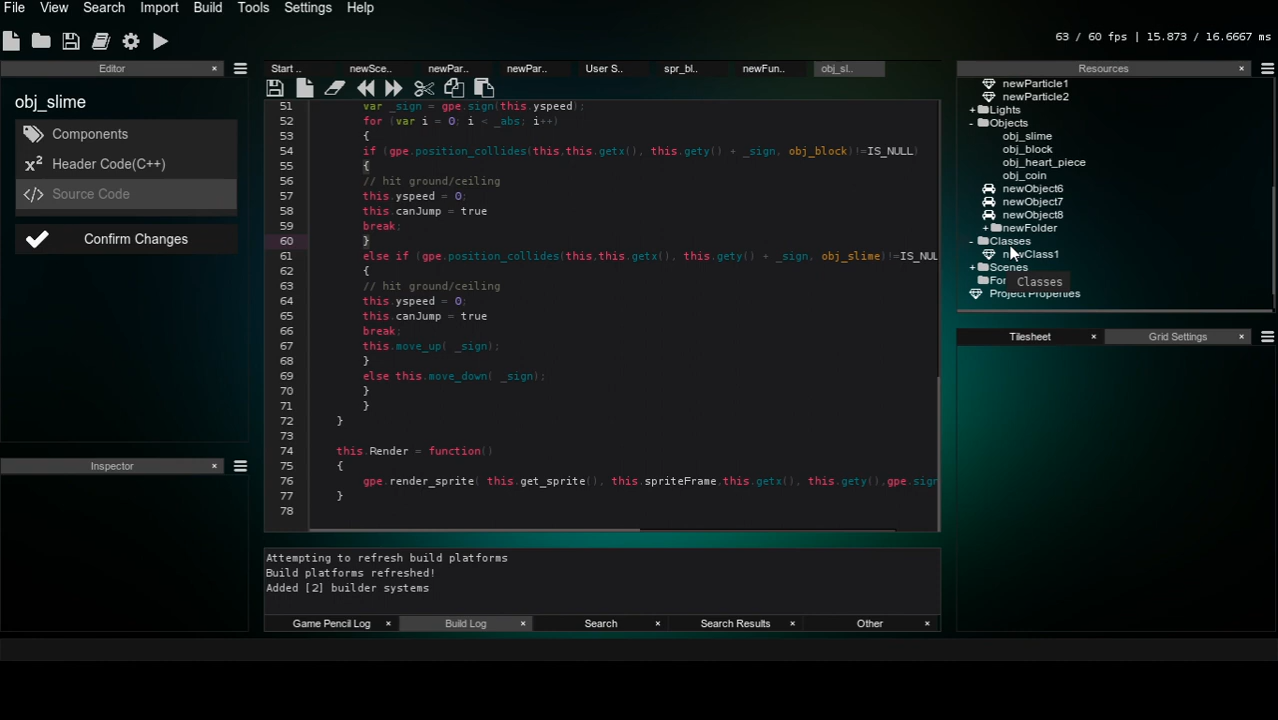 File View Search Import Build Tools Settings Help
63 / 60 fps | 15.873 / 16.6667 ms
Editor ×
obj_slime
Components
x² Header Code(C++)
</> Source Code
Confirm Changes
Inspector ×
Start .. newSce.. newPar.. newPar.. User S.. spr_bl.. newFun.. obj_sl..
51 var _sign = gpe.sign(this.yspeed);
52 for (var i = 0; i < _abs; i++)
53 {
54 if (gpe.position_collides(this.this.getx(), this.gety() + _sign, obj_block)!=IS_NULL)
55 {
56 // hit ground/ceiling
57 this.yspeed = 0;
58 this.canJump = true
59 break;
60 }
61 else if (gpe.position_collides(this.this.getx(), this.gety() + _sign, obj_slime)!=IS_NUL
62 {
63 // hit ground/ceiling
64 this.yspeed = 0;
65 this.canJump = true
66 break;
67 this.move_up( _sign);
68 }
69 else this.move_down( _sign);
70 }
71 }
72 }
73
74 this.Render = function()
75 {
76 gpe.render_sprite( this.get_sprite(), this.spriteFrame,this.getx(), this.gety(),gpe.sign
77 }
78
Attempting to refresh build platforms
Build platforms refreshed!
Added [2] builder systems
Game Pencil Log × Build Log × Search × Search Results × Other ×
Resources ×
newParticle1
newParticle2
+ Lights
- Objects
obj_slime
obj_block
obj_heart_piece
obj_coin
newObject6
newObject7
newObject8
+ newFolder
- Classes
Class1
+ Scenes
Classes
Project Properties
Tilesheet × Grid Settings ×